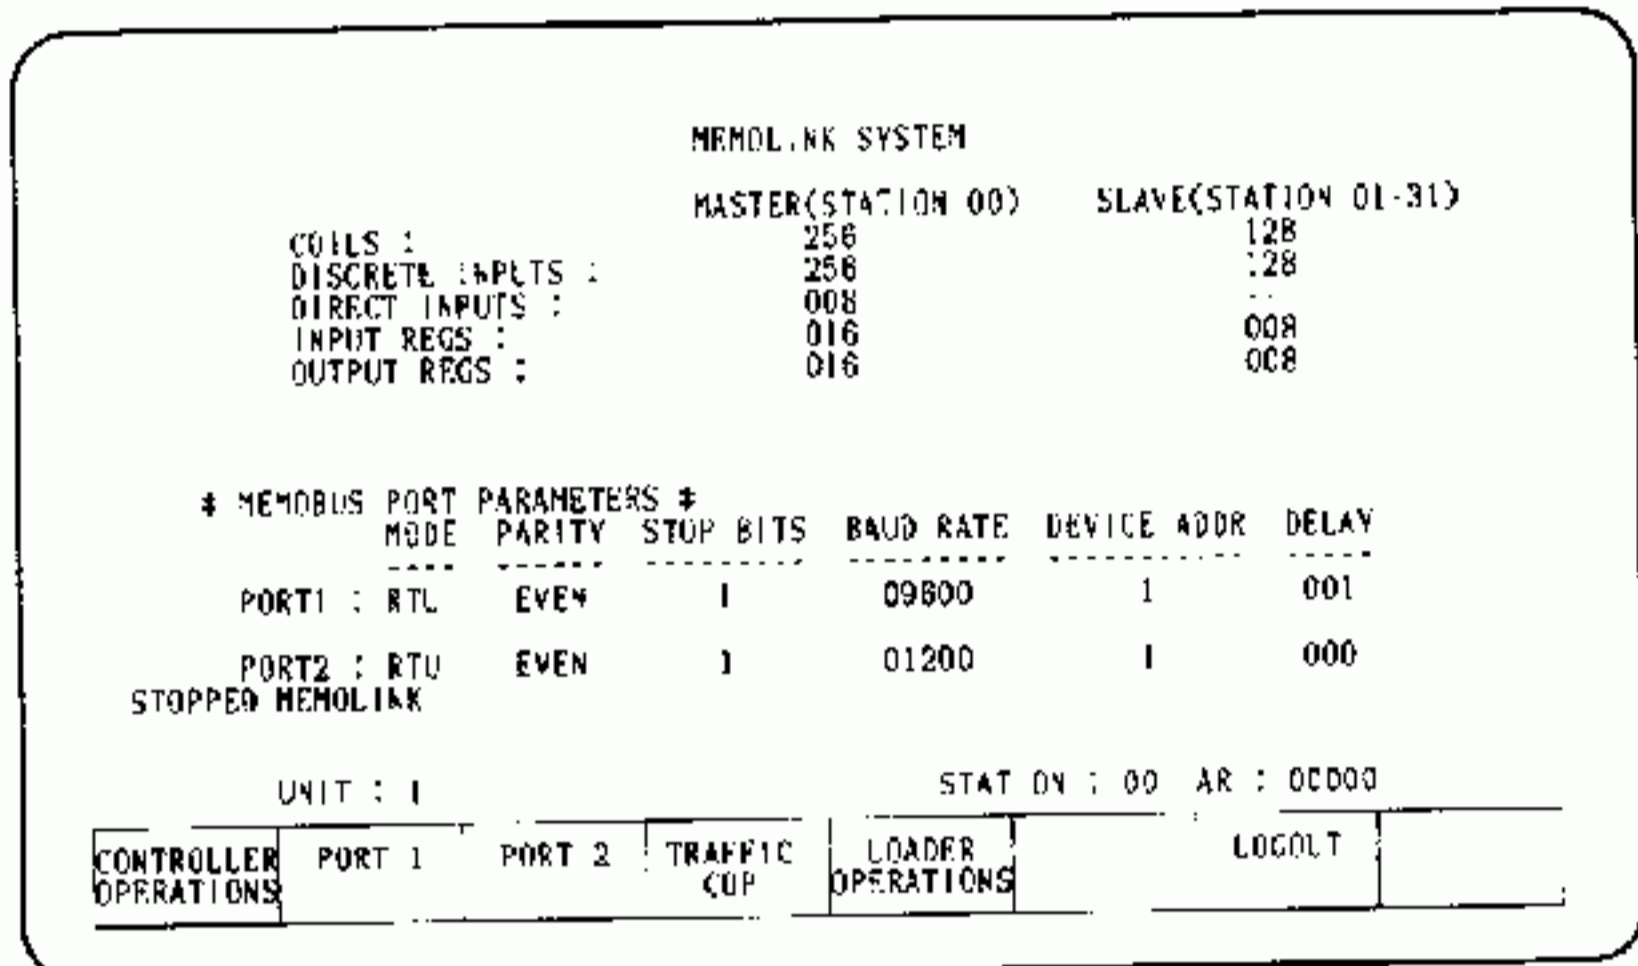 MEMOLINK SYSTEM
MASTER(STATION 00) SLAVE(STATION 01-31)
COILS : 256 128
DISCRETE INPUTS : 256 128
DIRECT INPUTS : 008 --
INPUT REGS : 016 008
OUTPUT REGS : 016 008
# MEMOBUS PORT PARAMETERS #
MODE PARITY STOP BITS BAUD RATE DEVICE ADDR DELAY
---- ------ --------- --------- ----------- -----
PORT1 : RTU EVEN 1 09600 1 001
PORT2 : RTU EVEN 1 01200 1 000
STOPPED MEMOLINK
UNIT : 1 STATION : 00 AR : 00000
CONTROLLER OPERATIONS PORT 1 PORT 2 TRAFFIC COP LOADER OPERATIONS LOGOUT